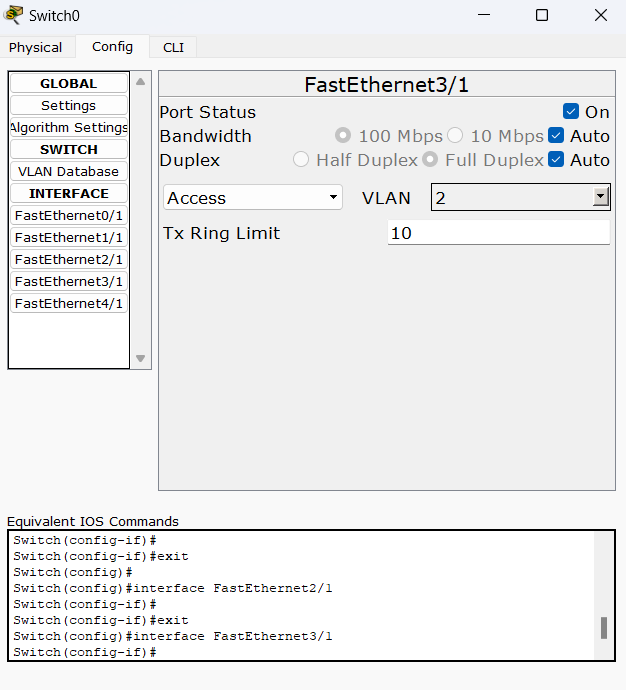 Switch0
Physical Config CLI
GLOBAL
Settings
Algorithm Settings
SWITCH
VLAN Database
INTERFACE
FastEthernet0/1
FastEthernet1/1
FastEthernet2/1
FastEthernet3/1
FastEthernet4/1
FastEthernet3/1
Port Status On
Bandwidth 100 Mbps 10 Mbps Auto
Duplex Half Duplex Full Duplex Auto
Access VLAN 2
Tx Ring Limit 10
Equivalent IOS Commands
Switch(config-if)#
Switch(config-if)#exit
Switch(config)#
Switch(config)#interface FastEthernet2/1
Switch(config-if)#
Switch(config-if)#exit
Switch(config)#interface FastEthernet3/1
Switch(config-if)#